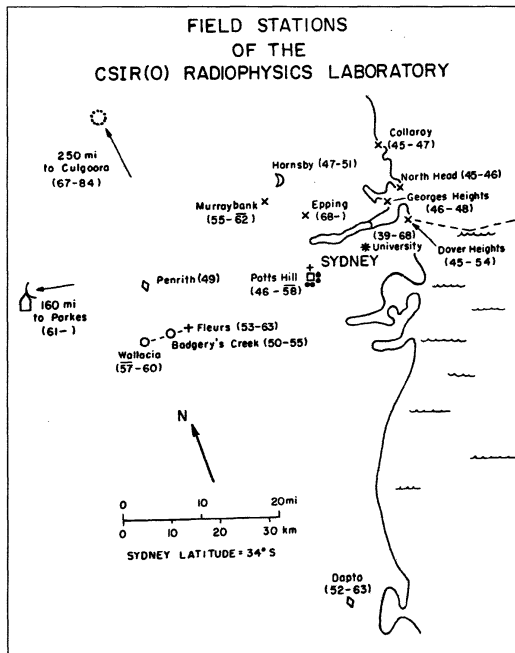 FIELD STATIONS
OF THE
CSIR(O) RADIOPHYSICS LABORATORY
Collaroy
(45-47)
250 mi
to Culgoora
(67-84)
Hornsby (47-51)
North Head (45-46)
Georges Heights
(46-48)
Murraybank
(55-62)
Epping
(68-)
(39-68)
University
Dover Heights
(45-54)
SYDNEY
Potts Hill
(46-58)
Penrith (49)
160 mi
to Parkes
(61-)
Fleurs (53-63)
Badgery's Creek (50-55)
Wallacia
(57-60)
N
0 10 20mi
0 10 20 30 km
SYDNEY LATITUDE = 34° S
Dapto
(52-63)